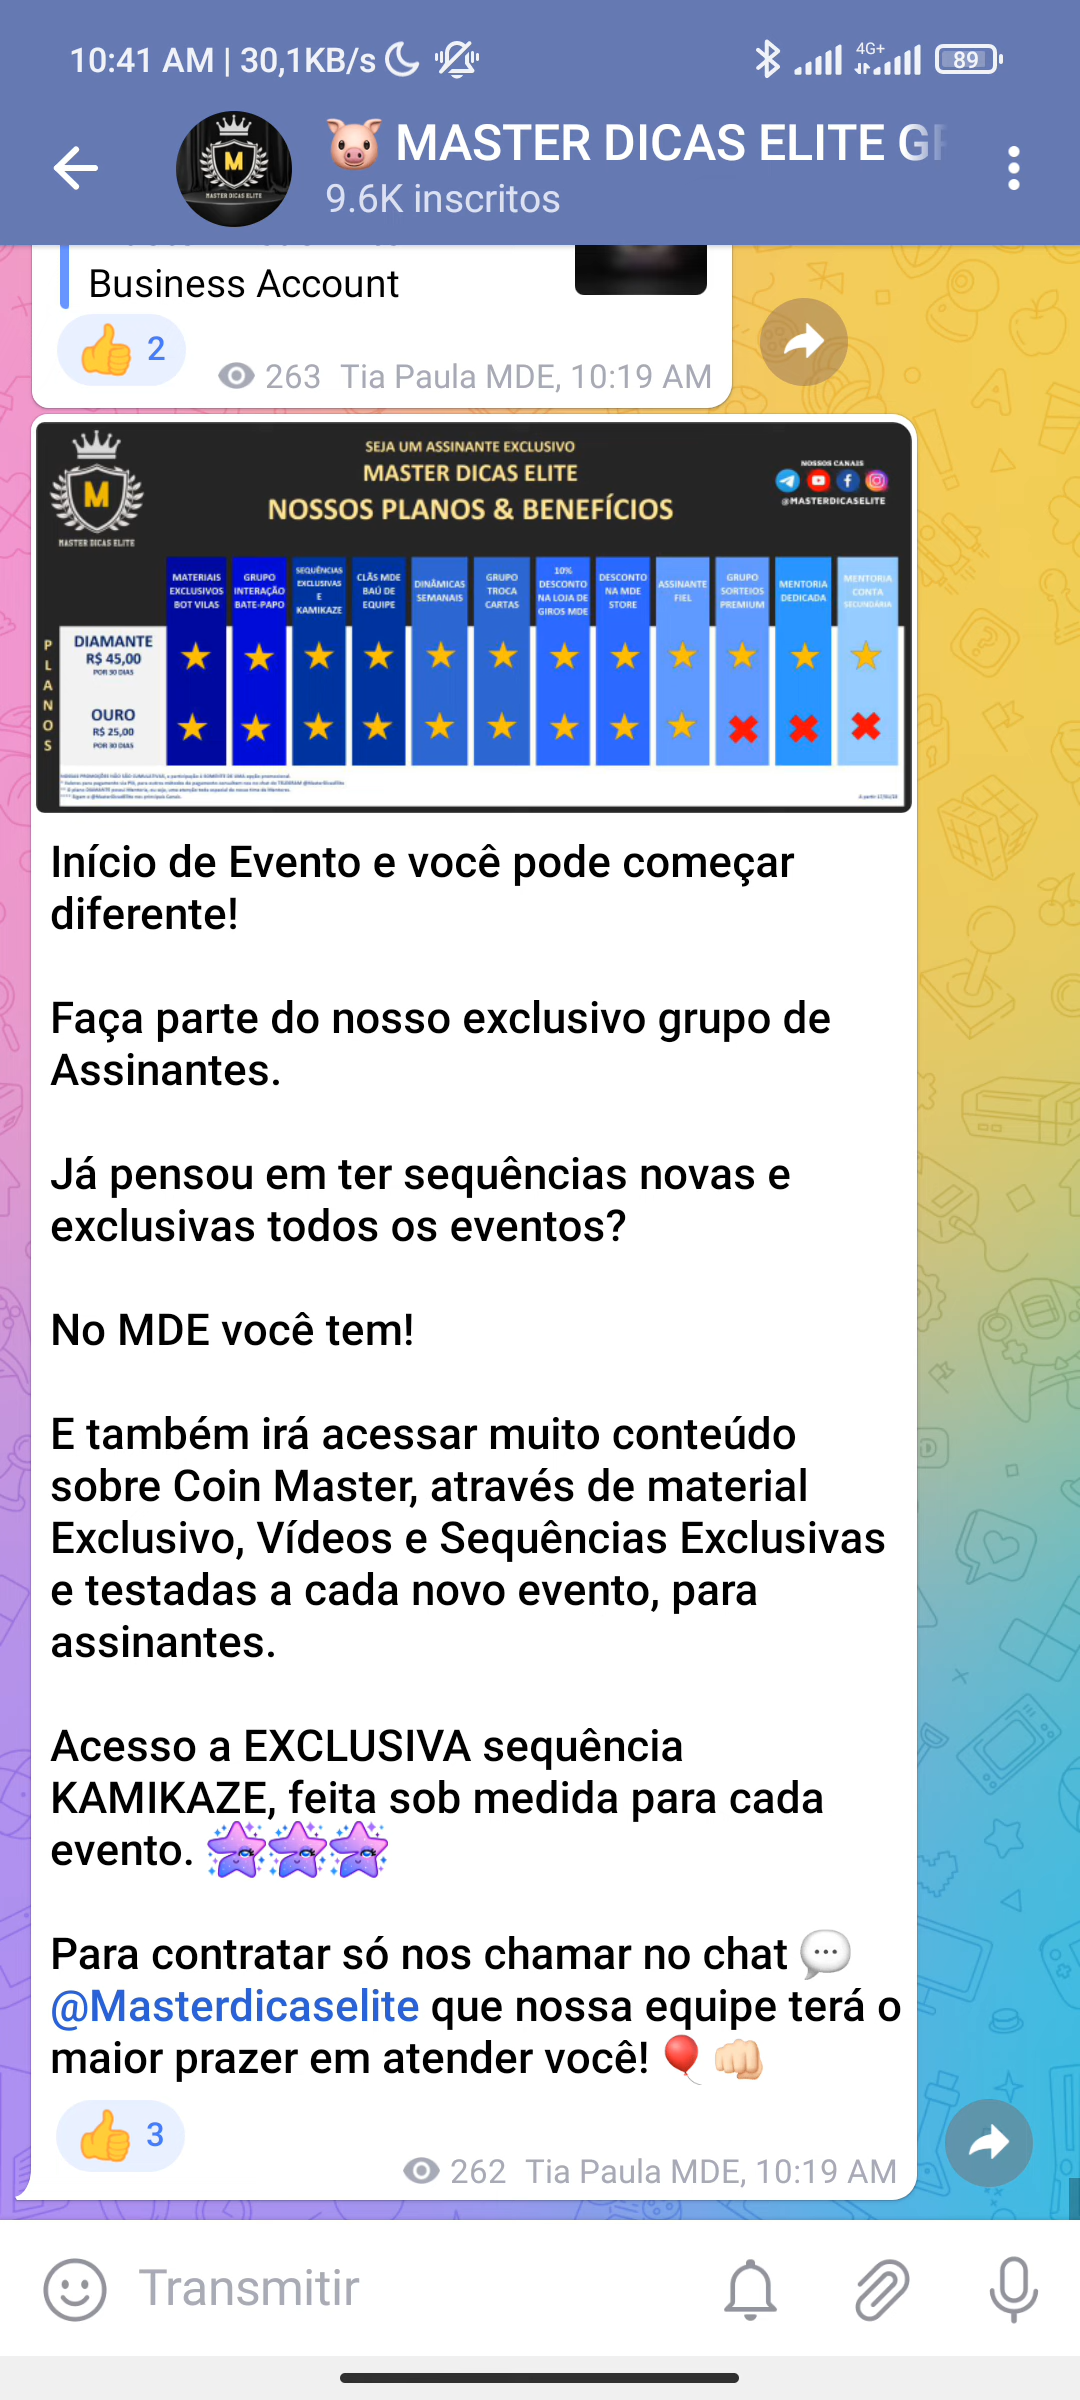 10:41 AM | 30,1KB/s
4G+
89
MASTER DICAS ELITE GR
9.6K inscritos
Business Account
2
263 Tia Paula MDE, 10:19 AM
SEJA UM ASSINANTE EXCLUSIVO
MASTER DICAS ELITE
NOSSOS PLANOS & BENEFÍCIOS
NOSSOS CANAIS
@MASTERDICASELITE
M
MASTER DICAS ELITE
MATERIAIS EXCLUSIVOS BOT VILAS
GRUPO INTERAÇÃO BATE-PAPO
SEQUÊNCIAS EXCLUSIVAS E KAMIKAZE
CLÃS MDE BAÚ DE EQUIPE
DINÂMICAS SEMANAIS
GRUPO TROCA CARTAS
10% DESCONTO NA LOJA DE GIROS MDE
DESCONTO NA MDE STORE
ASSINANTE FIEL
GRUPO SORTEIOS PREMIUM
MENTORIA DEDICADA
MENTORIA CONTA SECUNDÁRIA
PLANOS
DIAMANTE
R$ 45,00
POR 30 DIAS
OURO
R$ 25,00
POR 30 DIAS
Início de Evento e você pode começar
diferente!
Faça parte do nosso exclusivo grupo de
Assinantes.
Já pensou em ter sequências novas e
exclusivas todos os eventos?
No MDE você tem!
E também irá acessar muito conteúdo
sobre Coin Master, através de material
Exclusivo, Vídeos e Sequências Exclusivas
e testadas a cada novo evento, para
assinantes.
Acesso a EXCLUSIVA sequência
KAMIKAZE, feita sob medida para cada
evento.
Para contratar só nos chamar no chat
@Masterdicaselite que nossa equipe terá o
maior prazer em atender você!
3
262 Tia Paula MDE, 10:19 AM
Transmitir